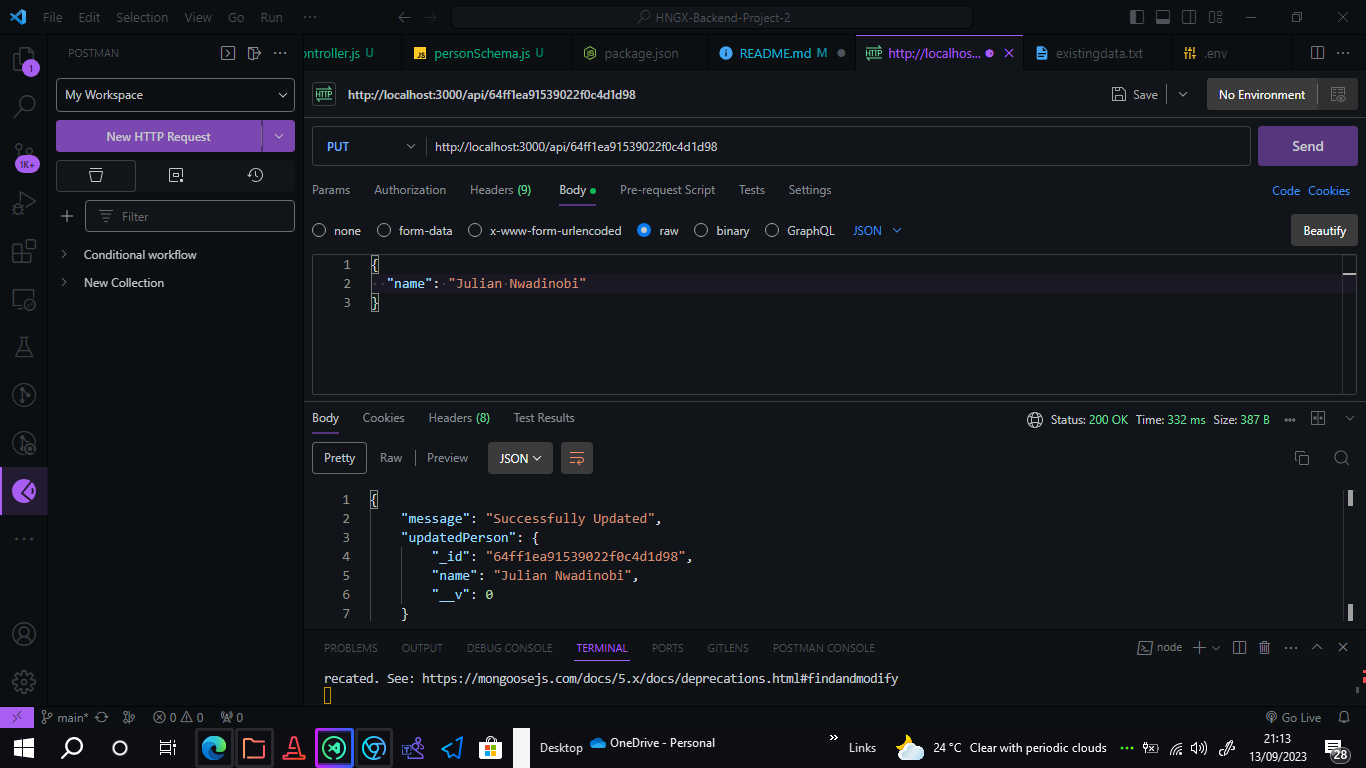 File Edit Selection View Go Run ··· HNGX-Backend-Project-2
POSTMAN
ontroller.js U personSchema.js U package.json README.md M http://localhos... existingdata.txt .env
1
My Workspace
http://localhost:3000/api/64ff1ea91539022f0c4d1d98 Save No Environment
New HTTP Request
PUT http://localhost:3000/api/64ff1ea91539022f0c4d1d98 Send
1K+
Params Authorization Headers (9) Body Pre-request Script Tests Settings Code Cookies
Filter
none form-data x-www-form-urlencoded raw binary GraphQL JSON Beautify
Conditional workflow
New Collection
1 {
2 "name": "Julian Nwadinobi"
3 }
Body Cookies Headers (8) Test Results Status: 200 OK Time: 332 ms Size: 387 B
Pretty Raw Preview JSON
1 {
2 "message": "Successfully Updated",
3 "updatedPerson": {
4 "_id": "64ff1ea91539022f0c4d1d98",
5 "name": "Julian Nwadinobi",
6 "__v": 0
7 }
PROBLEMS OUTPUT DEBUG CONSOLE TERMINAL PORTS GITLENS POSTMAN CONSOLE node
recated. See: https://mongoosejs.com/docs/5.x/docs/deprecations.html#findandmodify
main* 0 0 0 Go Live
Desktop OneDrive - Personal » Links 24 °C Clear with periodic clouds 21:13
13/09/2023 28